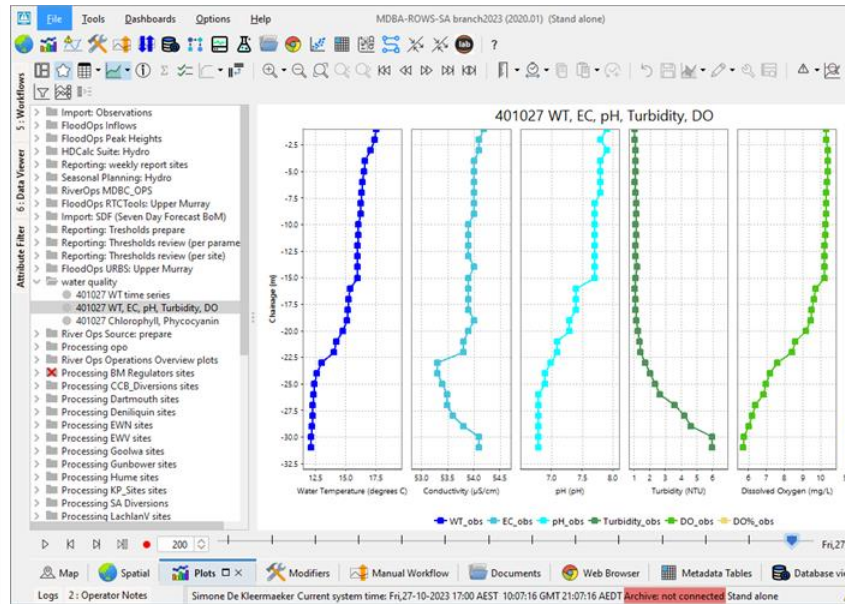 MDBA-ROWS-SA branch2023 (2020.01) (Stand alone)
File Tools Dashboards Options Help
fab ?
5 : Workflows
6 : Data Viewer
Attribute Filter
Import: Observations
FloodOps Inflows
FloodOps Peak Heights
HDCalc Suite: Hydro
Reporting: weekly report sites
Seasonal Planning: Hydro
RiverOps MDBC_OPS
FloodOps RTCTools: Upper Murray
Import: SDF (Seven Day Forecast BoM)
Reporting: Tresholds prepare
Reporting: Thresholds review (per parame
Reporting: Thresholds review (per site)
FloodOps URBS: Upper Murray
water quality
401027 WT time series
401027 WT, EC, pH, Turbidity, DO
401027 Chlorophyll, Phycocyanin
River Ops Source: prepare
Processing opo
River Ops Operations Overview plots
Processing BM Regulators sites
Processing CCB_Diversions sites
Processing Dartmouth sites
Processing Deniliquin sites
Processing EWN sites
Processing EWV sites
Processing Goolwa sites
Processing Gunbower sites
Processing Hume sites
Processing KP_Sites sites
Processing SA Diversions
Processing LachlanV sites
401027 WT, EC, pH, Turbidity, DO
Chainage (m)
-2.5
-5.0
-7.5
-10.0
-12.5
-15.0
-17.5
-20.0
-22.5
-25.0
-27.5
-30.0
-32.5
12.5 15.0 17.5
53.0 53.5 54.0 54.5
7.0 7.5 8.0
1 2 3 4 5 6
6 7 8 9 10
Water Temperature (degrees C) Conductivity (µS/cm) pH (pH) Turbidity (NTU) Dissolved Oxygen (mg/L)
WT_obs EC_obs pH_obs Turbidity_obs DO_obs DO%_obs
200
Fri,27
Map Spatial Plots Modifiers Manual Workflow Documents Web Browser Metadata Tables Database vi
Logs 2 : Operator Notes Simone De Kleermaeker Current system time: Fri,27-10-2023 17:00 AEST 10:07:16 GMT 21:07:16 AEDT Archive: not connected Stand alone